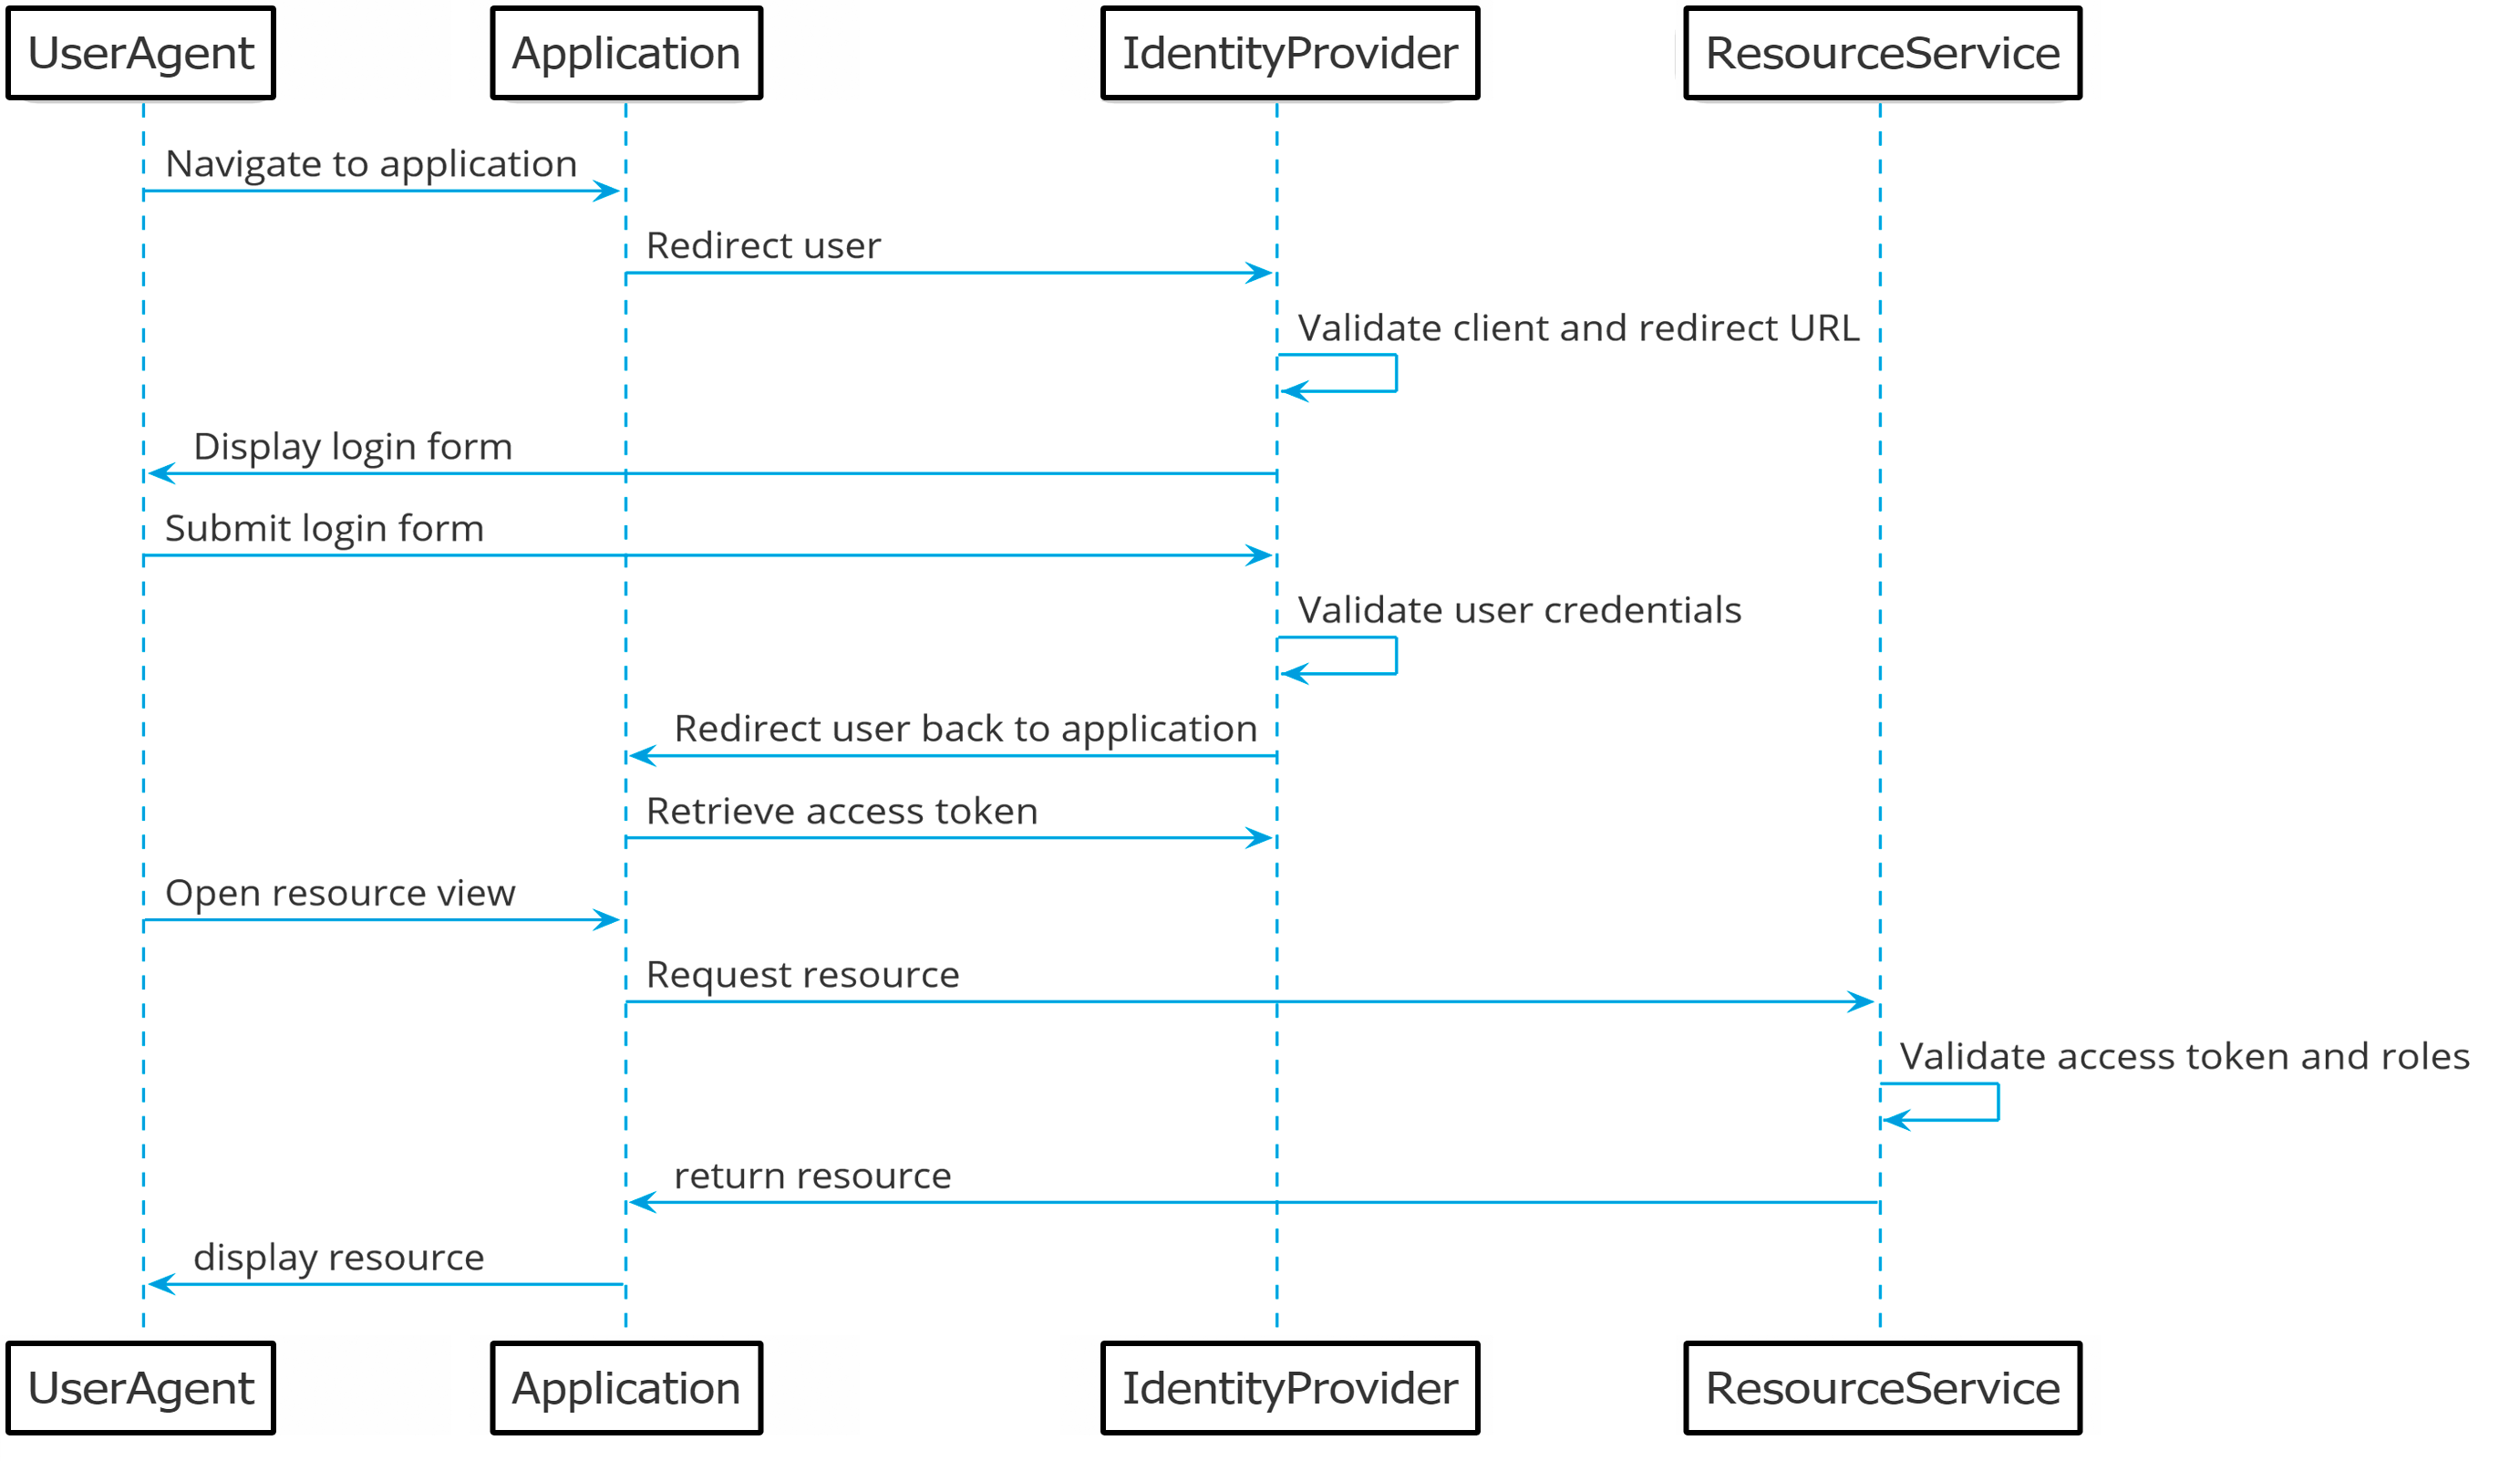 UserAgent
Application
IdentityProvider
ResourceService
Navigate to application
Redirect user
Validate client and redirect URL
Display login form
Submit login form
Validate user credentials
Redirect user back to application
Retrieve access token
Open resource view
Request resource
Validate access token and roles
return resource
display resource
UserAgent
Application
IdentityProvider
ResourceService